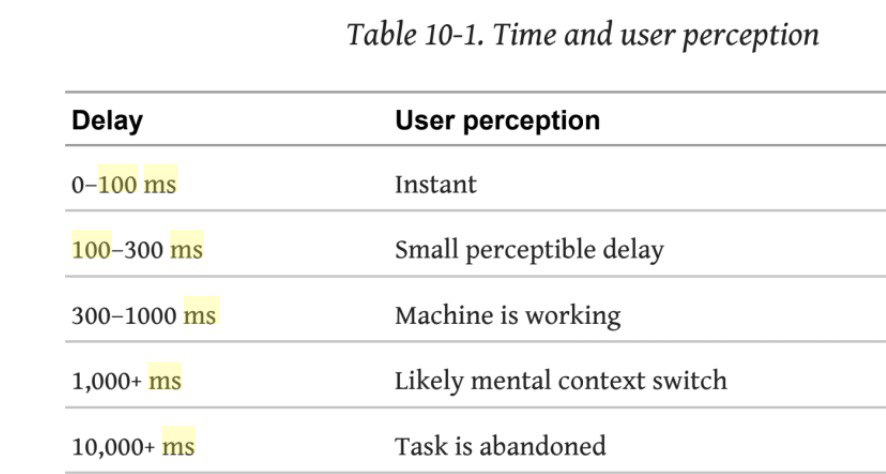 Table 10-1. Time and user perception
Delay User perception
0–100 ms Instant
100–300 ms Small perceptible delay
300–1000 ms Machine is working
1,000+ ms Likely mental context switch
10,000+ ms Task is abandoned